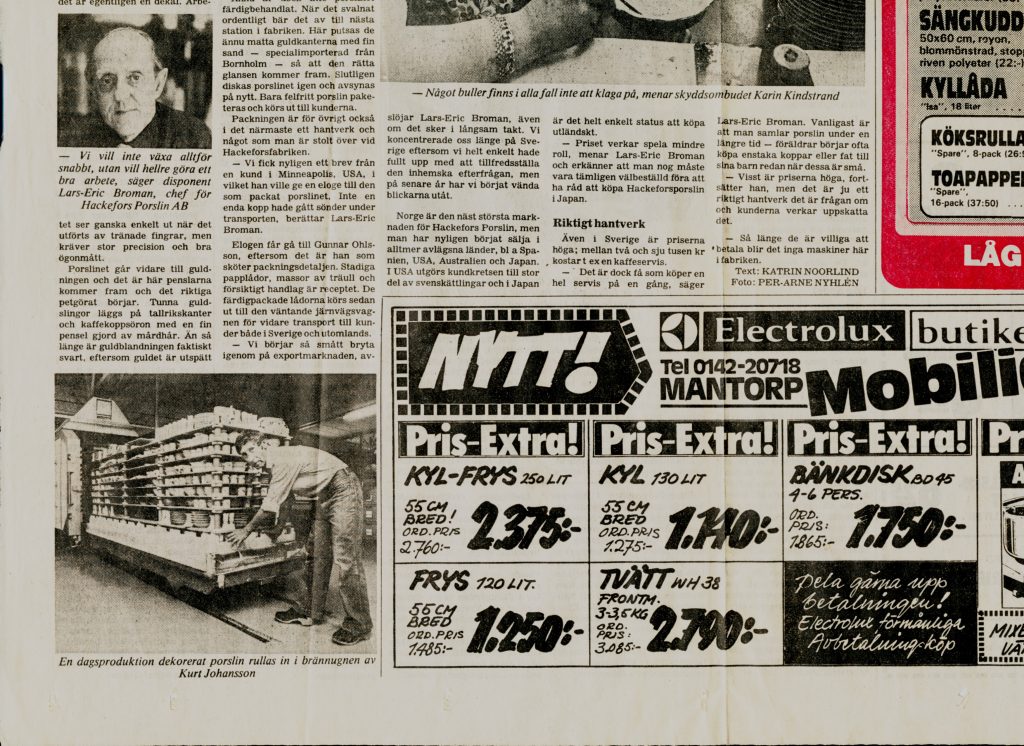 det är egentligen en dekal. Arbe-
— Vi vill inte växa alltför
snabbt, utan vill hellre göra ett
bra arbete, säger disponent
Lars-Eric Broman, chef för
Hackefors Porslin AB
tet ser ganska enkelt ut när det
utförts av tränade fingrar, men
kräver stor precision och bra
ögonmått.
Porslinet går vidare till guld-
ningen och det är här penslarna
kommer fram och det riktiga
petgörat börjar. Tunna guld-
slingor läggs på tallrikskanter
och kaffekoppsöron med en fin
pensel gjord av mårdhår. Än så
länge är guldblandningen faktiskt
svart, eftersom guldet är utspätt
färdigbehandlat. När det svalnat
ordentligt bär det av till nästa
station i fabriken. Här putsas de
ännu matta guldkanterna med fin
sand — specialimporterad från
Bornholm — så att den rätta
glansen kommer fram. Slutligen
diskas porslinet igen och avsynas
på nytt. Bara felfritt porslin pake-
teras och körs ut till kunderna.
Packningen är för övrigt också
i det närmaste ett hantverk och
något som man är stolt över vid
Hackeforsfabriken.
— Vi fick nyligen ett brev från
en kund i Minneapolis, USA, i
vilket han ville ge en eloge till den
som packat porslinet. Inte en
enda kopp hade gått sönder under
transporten, berättar Lars-Eric
Broman.
Elogen får gå till Gunnar Ohls-
son, eftersom det är han som
sköter packningsdetaljen. Stadiga
papplådor, massor av träull och
försiktigt handlag är receptet. De
färdigpackade lådorna körs sedan
ut till den väntande järnvägsvag-
nen för vidare transport till kun-
der både i Sverige och utomlands.
— Vi börjar så smått bryta
igenom på exportmarknaden, av-
— Något buller finns i alla fall inte att klaga på, menar skyddsombudet Karin Kindstrand
slöjar Lars-Eric Broman, även
om det sker i långsam takt. Vi
koncentrerade oss länge på Sve-
rige eftersom vi helt enkelt hade
fullt upp med att tillfredsställa
den inhemska efterfrågan, men
på senare år har vi börjat vända
blickarna utåt.
Norge är den näst största mark-
naden för Hackefors Porslin, men
man har nyligen börjat sälja i
alltmer avlägsna länder, bl a Spa-
nien, USA, Australien och Japan.
I USA utgörs kundkretsen till stor
del av svenskättlingar och i Japan
är det helt enkelt status att köpa
utländskt.
— Priset verkar spela mindre
roll, menar Lars-Eric Broman
och erkänner att man nog måste
vara tämligen välbeställd föra att
ha råd att köpa Hackeforsporslin
i Japan.
Riktigt hantverk
Även i Sverige är priserna
höga; mellan två och sju tusen kr
kostar t ex en kaffeservis.
— Det är dock få som köper en
hel servis på en gång, säger
Lars-Eric Broman. Vanligast är
att man samlar porslin under en
längre tid — föräldrar börjar ofta
köpa enstaka koppar eller fat till
sina barn redan när dessa är små.
— Visst är priserna höga, fort-
sätter han, men det är ju ett
riktigt hantverk det är frågan om
och kunderna verkar uppskatta
det.
— Så länge de är villiga att
betala blir det inga maskiner här
i fabriken.
Text: KATRIN NOORLIND
Foto: PER-ARNE NYHLÉN
En dagsproduktion dekorerat porslin rullas in i brännugnen av
Kurt Johansson
SÄNGKUDD
50x60 cm, rayon,
blommönstrad, stopp
riven polyeter (22:-)
KYLLÅDA
"Isa", 18 liter
KÖKSRULLA
"Spare", 8-pack (26:
TOAPAPPE
"Spare",
16-pack (37:50)
LÅG
NYTT!
Electrolux butike
Tel 0142-20718
MANTORP
Mobili
Pris-Extra!
KYL-FRYS 250 LIT
55 CM
BRED!
ORD. PRIS
2.760:-
2.375:-
Pris-Extra!
KYL 130 LIT
55 CM
BRED
ORD. PRIS
1.275:-
1.140:-
Pris-Extra!
BÄNKDISK BD 45
4-6 PERS.
ORD.
PRIS:
1865:-
1.750:-
Pr
FRYS 120 LIT.
55 CM
BRED
ORD. PRIS
1.485:-
1.250:-
TVÄTT WH 38
FRONTM.
3-3,5 KG
ORD.
PRIS:
3.085:-
2.790:-
Dela gärna upp
betalningen!
Electrolux förmånliga
Avbetalning-köp
MIXE
VA